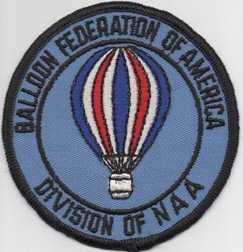 BALLOON FEDERATION OF AMERICA
DIVISION OF NAA